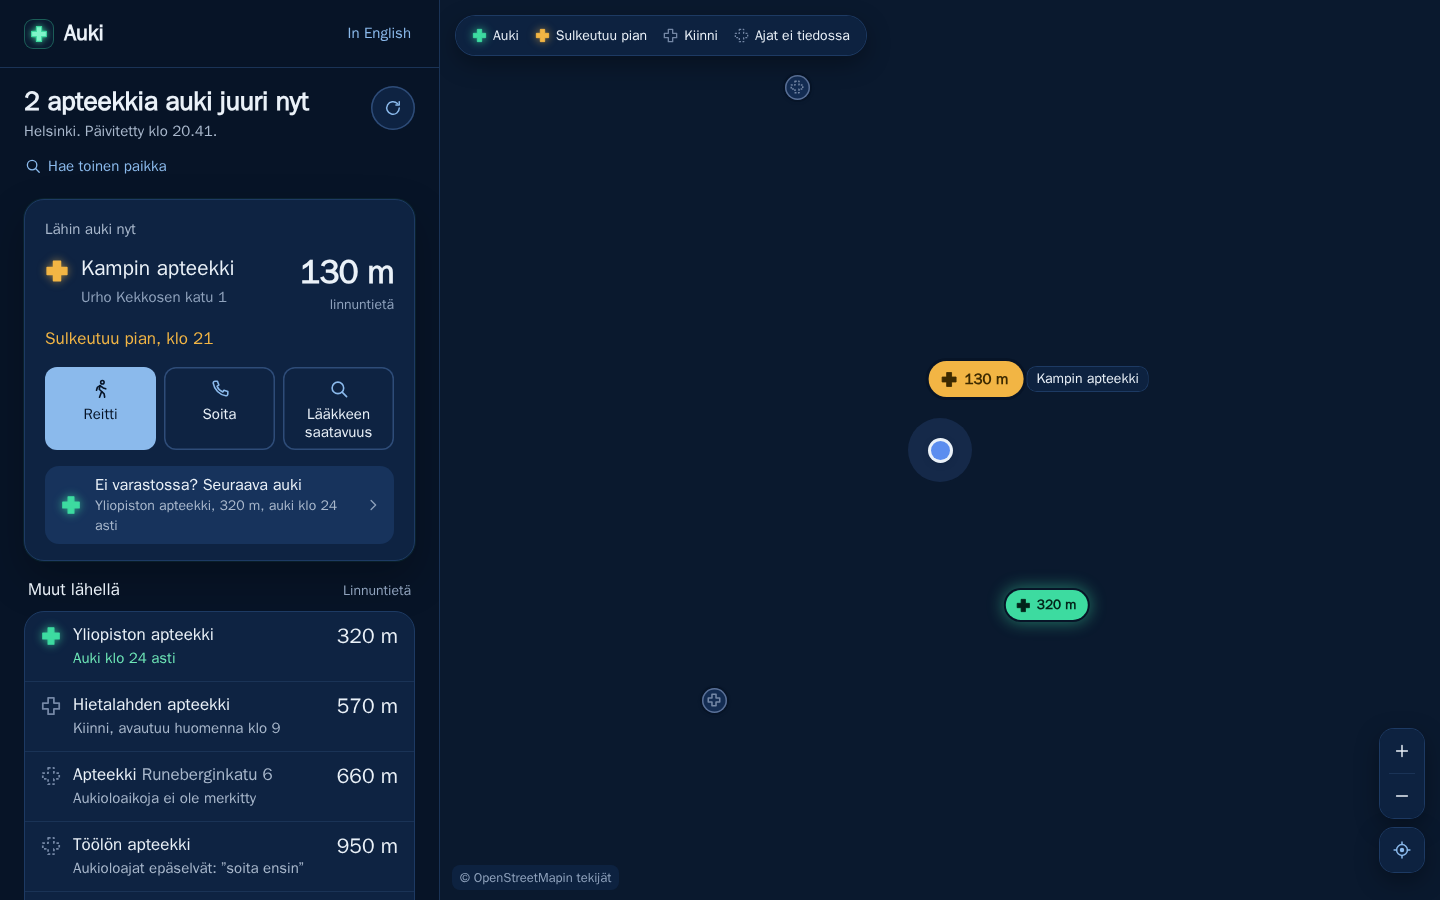 Auki
In English
2 apteekkia auki juuri nyt
Helsinki. Päivitetty klo 20.41.
Hae toinen paikka
Lähin auki nyt
Kampin apteekki
130 m
Urho Kekkosen katu 1
linnuntietä
Sulkeutuu pian, klo 21
Reitti
Soita
Lääkkeen
saatavuus
Ei varastossa? Seuraava auki
Yliopiston apteekki, 320 m, auki klo 24
asti
Muut lähellä
Linnuntietä
Yliopiston apteekki
320 m
Auki klo 24 asti
Hietalahden apteekki
570 m
Kiinni, avautuu huomenna klo 9
Apteekki Runeberginkatu 6
660 m
Aukioloaikoja ei ole merkitty
Töölön apteekki
950 m
Aukioloajat epäselvät: ”soita ensin”
Auki
Sulkeutuu pian
Kiinni
Ajat ei tiedossa
130 m
Kampin apteekki
320 m
+
−
© OpenStreetMapin tekijät